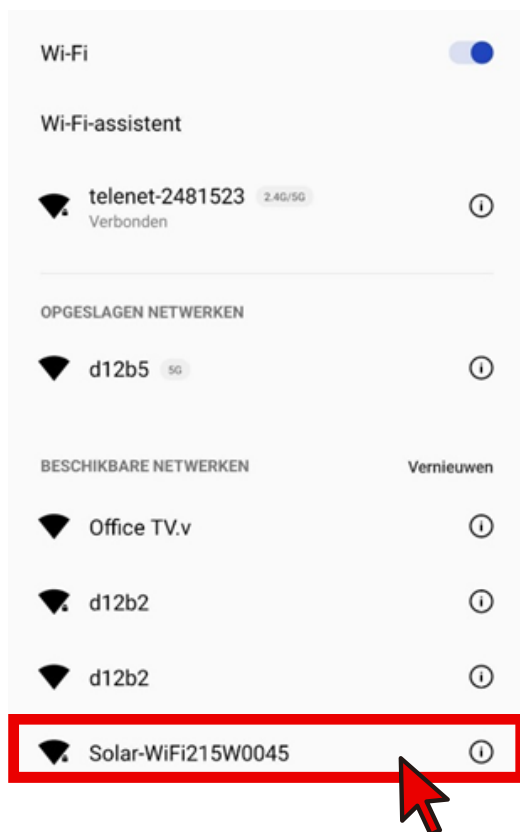 Wi-Fi
Wi-Fi-assistent
telenet-2481523 2.4G/5G
Verbonden
OPGESLAGEN NETWERKEN
d12b5 5G
BESCHIKBARE NETWERKEN Vernieuwen
Office TV.v
d12b2
d12b2
Solar-WiFi215W0045